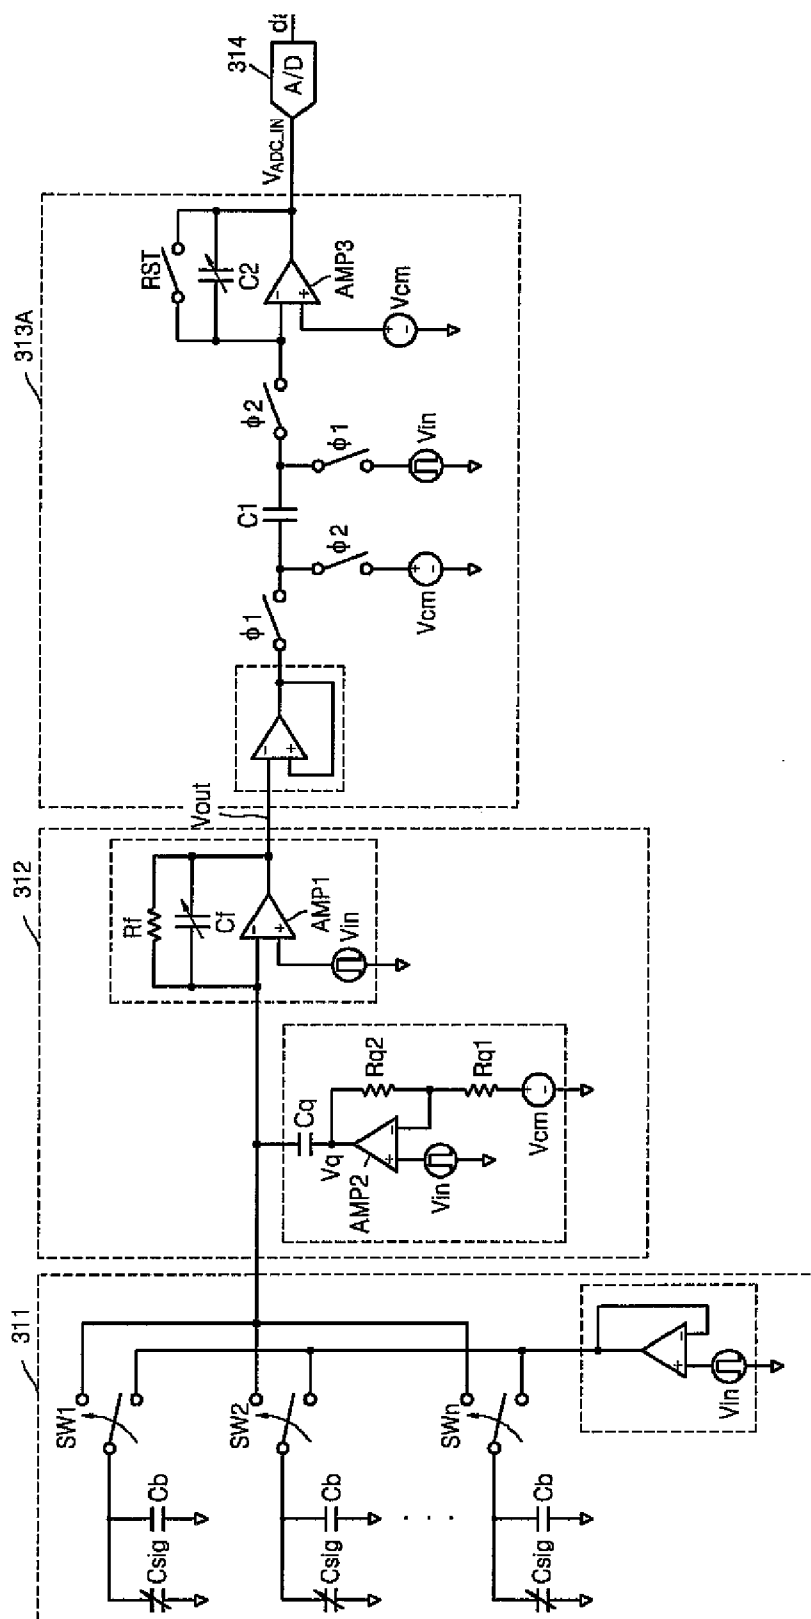 311
SW1
Csig
Cb
SW2
Csig
Cb
. . .
SWn
Csig
Cb
Vin
312
Rf
Cf
AMP1
Vin
Cq
Vq
AMP2
Vin
Rq2
Rq1
Vcm
Vout
313A
ϕ1
C1
ϕ2
Vcm
ϕ2
ϕ1
Vin
RST
C2
AMP3
Vcm
VADC_IN
314
A/D